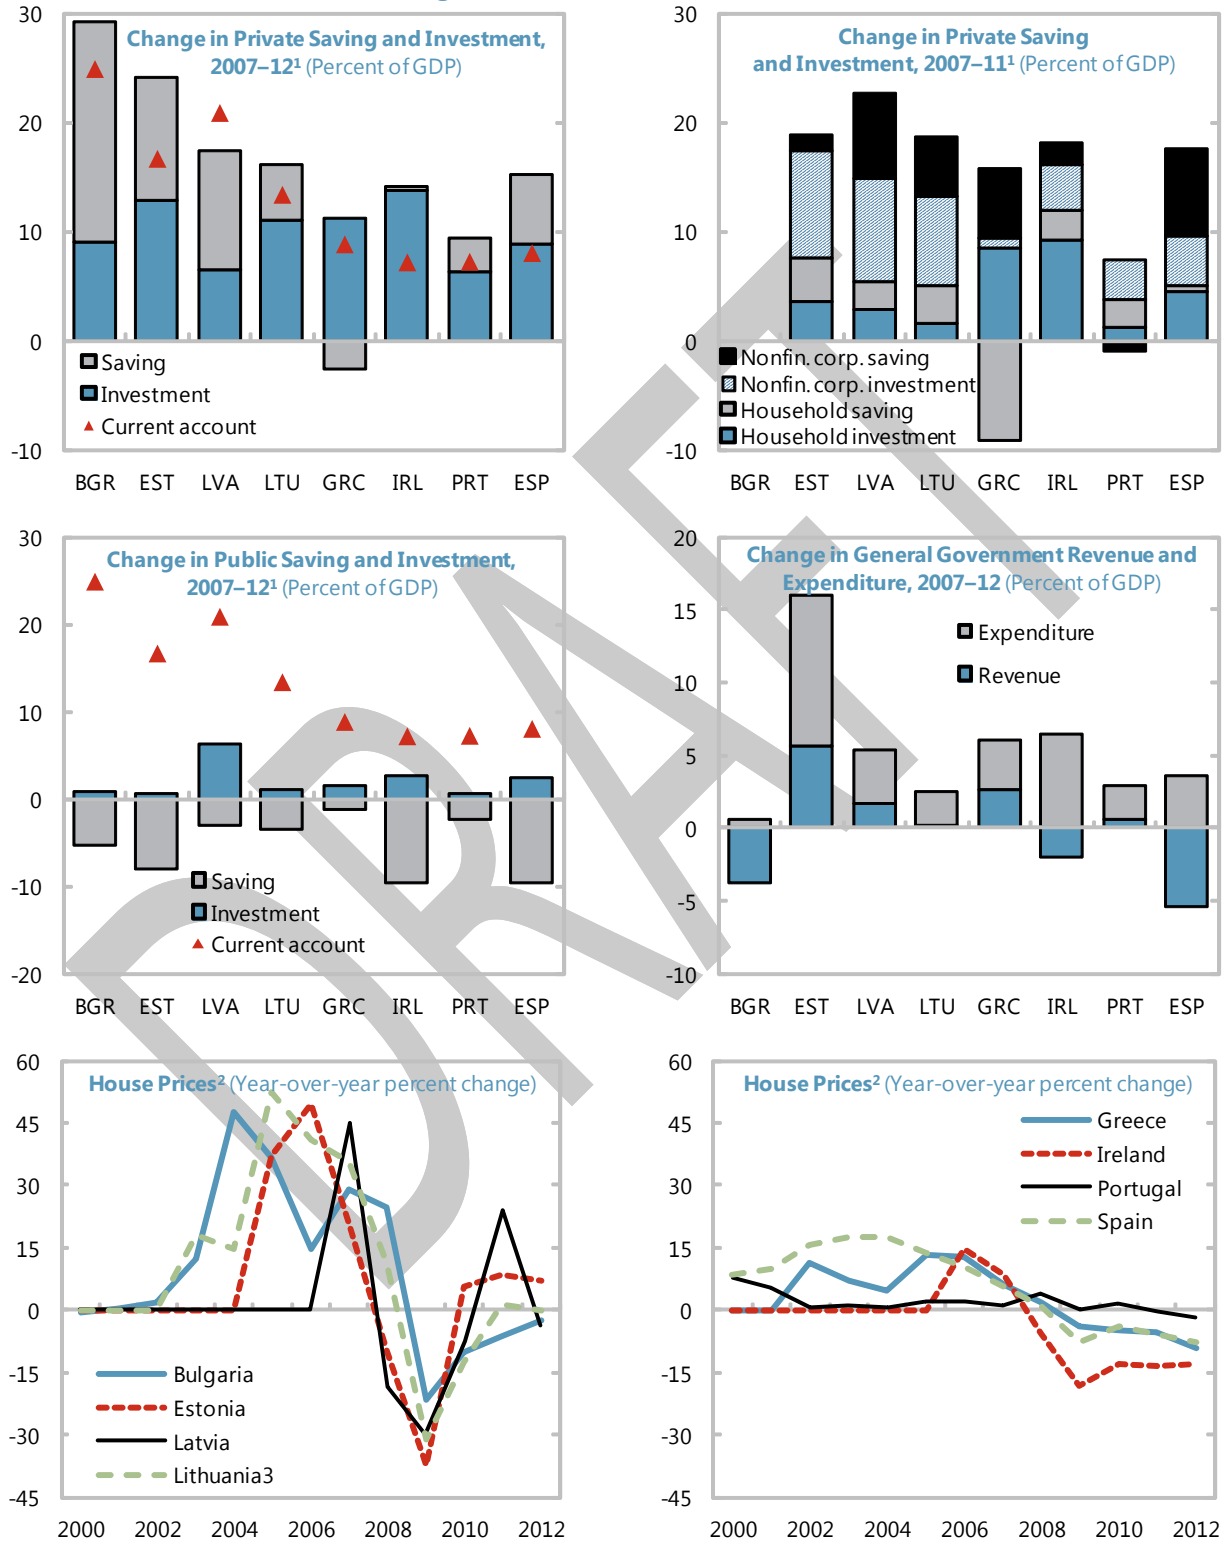 30
20
10
0
-10
Change in Private Saving and Investment,
2007–12¹ (Percent of GDP)
Saving
Investment
Current account
BGR EST LVA LTU GRC IRL PRT ESP
30
20
10
0
-10
Change in Private Saving
and Investment, 2007–11¹ (Percent of GDP)
Nonfin. corp. saving
Nonfin. corp. investment
Household saving
Household investment
BGR EST LVA LTU GRC IRL PRT ESP
30
20
10
0
-10
-20
Change in Public Saving and Investment,
2007–12¹ (Percent of GDP)
Saving
Investment
Current account
BGR EST LVA LTU GRC IRL PRT ESP
20
15
10
5
0
-5
-10
Change in General Government Revenue and
Expenditure, 2007–12 (Percent of GDP)
Expenditure
Revenue
BGR EST LVA LTU GRC IRL PRT ESP
60
45
30
15
0
-15
-30
-45
House Prices² (Year-over-year percent change)
Bulgaria
Estonia
Latvia
Lithuania3
2000 2002 2004 2006 2008 2010 2012
60
45
30
15
0
-15
-30
-45
House Prices² (Year-over-year percent change)
Greece
Ireland
Portugal
Spain
2000 2002 2004 2006 2008 2010 2012
DRAFT